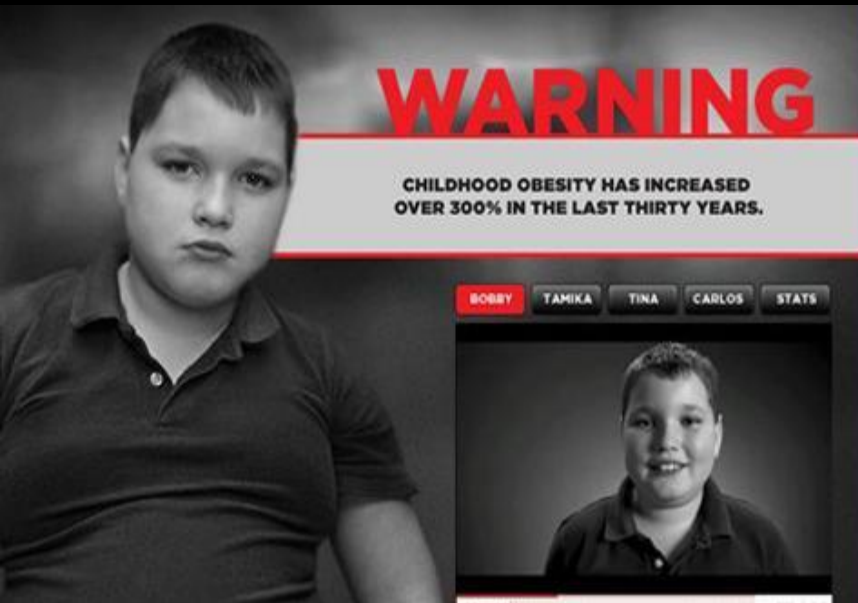 WARNING
CHILDHOOD OBESITY HAS INCREASED
OVER 300% IN THE LAST THIRTY YEARS.
BOBBY TAMIKA TINA CARLOS STATS